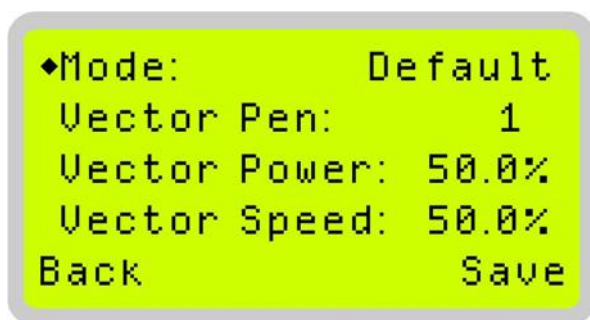 ◆Mode: Default
Vector Pen: 1
Vector Power: 50.0%
Vector Speed: 50.0%
Back Save